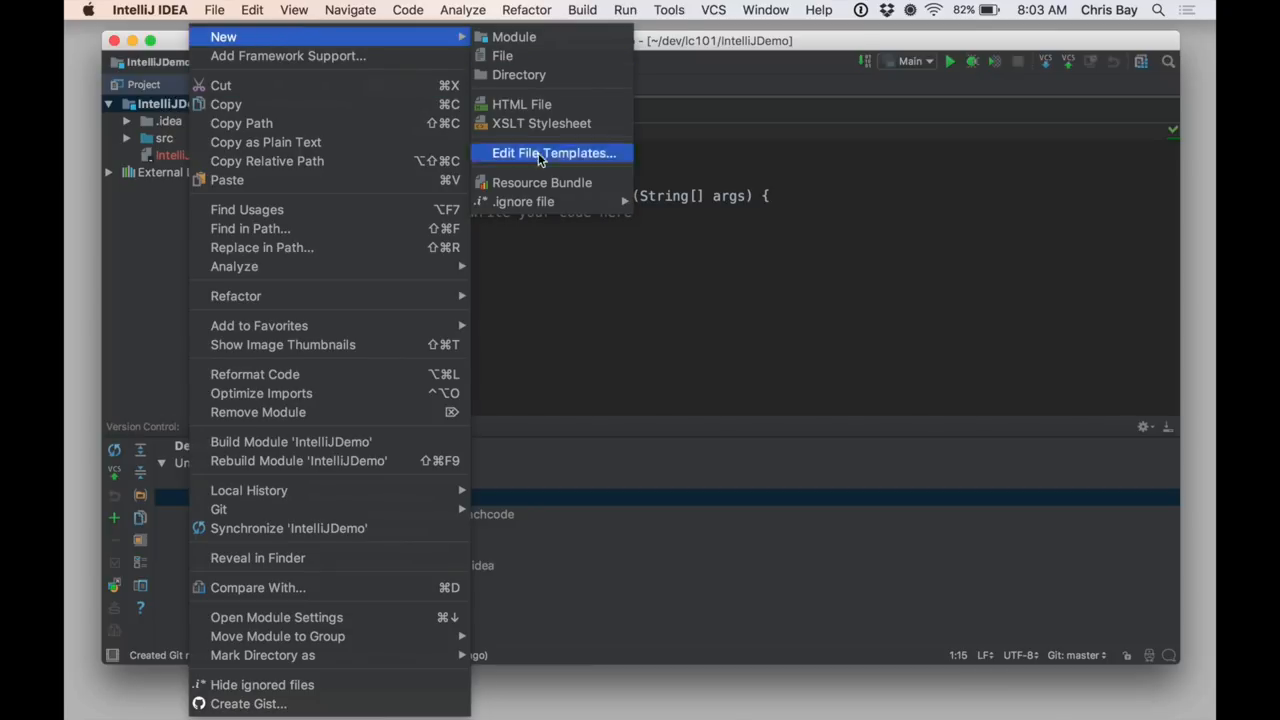 IntelliJ IDEA File Edit View Navigate Code Analyze Refactor Build Run Tools VCS Window 82% 8:03 AM Chris Bay
- [~/dev/lc101/IntelliJDemo]
IntelliJDemo
Main
Project
IntelliJD
.idea
src
Intelli
External
New
Add Framework Support...
Cut ⌘X
Copy ⌘C
Copy Path ⇧⌘C
Copy as Plain Text
Copy Relative Path ⌥⇧⌘C
Paste ⌘V
Find Usages ⌥F7
Find in Path... ⇧⌘F
Replace in Path... ⇧⌘R
Analyze
Refactor
Add to Favorites
Show Image Thumbnails ⇧⌘T
Reformat Code ⌥⌘L
Optimize Imports ^⌥O
Remove Module ⌦
Build Module 'IntelliJDemo'
Rebuild Module 'IntelliJDemo' ⇧⌘F9
Local History
Git
Synchronize 'IntelliJDemo'
Reveal in Finder
Compare With... ⌘D
Open Module Settings ⌘↓
Move Module to Group
Mark Directory as
Hide ignored files
Create Gist...
Module
File
Directory
HTML File
XSLT Stylesheet
Edit File Templates...
Resource Bundle
.ignore file
(String[] args) {
write your code here
Version Control:
De
Un
nchcode
idea
Created Git r
go)
1:15 LF÷ UTF-8÷ Git: master÷